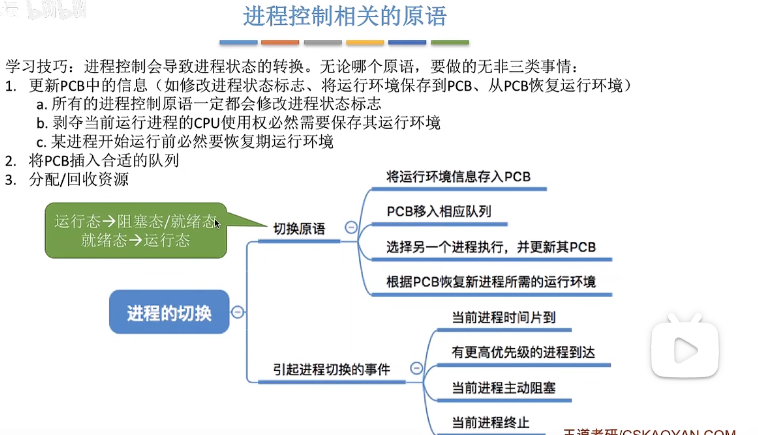 进程控制相关的原语
学习技巧：进程控制会导致进程状态的转换。无论哪个原语，要做的无非三类事情：
1. 更新PCB中的信息（如修改进程状态标志、将运行环境保存到PCB、从PCB恢复运行环境）
a. 所有的进程控制原语一定都会修改进程状态标志
b. 剥夺当前运行进程的CPU使用权必然需要保存其运行环境
c. 某进程开始运行前必然要恢复期运行环境
2. 将PCB插入合适的队列
3. 分配/回收资源
运行态→阻塞态/就绪态
就绪态→运行态
进程的切换
切换原语
将运行环境信息存入PCB
PCB移入相应队列
选择另一个进程执行，并更新其PCB
根据PCB恢复新进程所需的运行环境
引起进程切换的事件
当前进程时间片到
有更高优先级的进程到达
当前进程主动阻塞
当前进程终止
王道考研/CSKAOYAN.COM